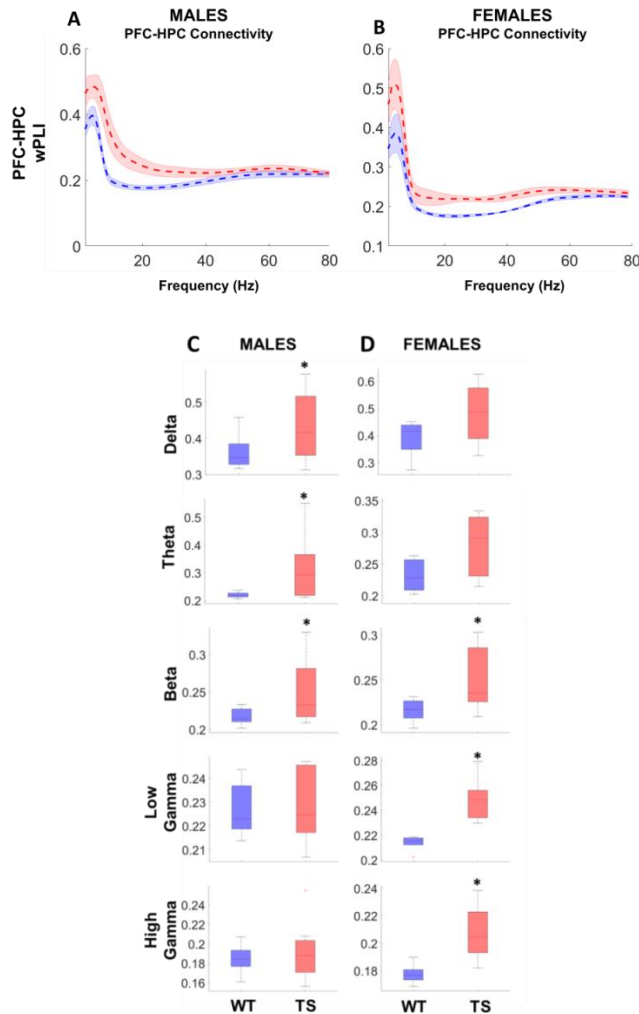 A MALES
PFC-HPC Connectivity
B FEMALES
PFC-HPC Connectivity
PFC-HPC
wPLI
0.6
0.4
0.2
0
20 40 60 80
Frequency (Hz)
0.6
0.5
0.4
0.3
0.2
0.1
20 40 60 80
Frequency (Hz)
C MALES D FEMALES
Delta
0.5
0.4
0.3
*
0.6
0.5
0.4
0.3
Theta
0.5
0.4
0.3
0.2
*
0.35
0.3
0.25
0.2
Beta
0.3
0.25
0.2
*
0.3
0.25
0.2
*
Low
Gamma
0.24
0.23
0.22
0.21
0.28
0.26
0.24
0.22
0.2
*
High
Gamma
0.24
0.22
0.2
0.18
0.16
0.24
0.22
0.2
0.18
*
WT TS WT TS